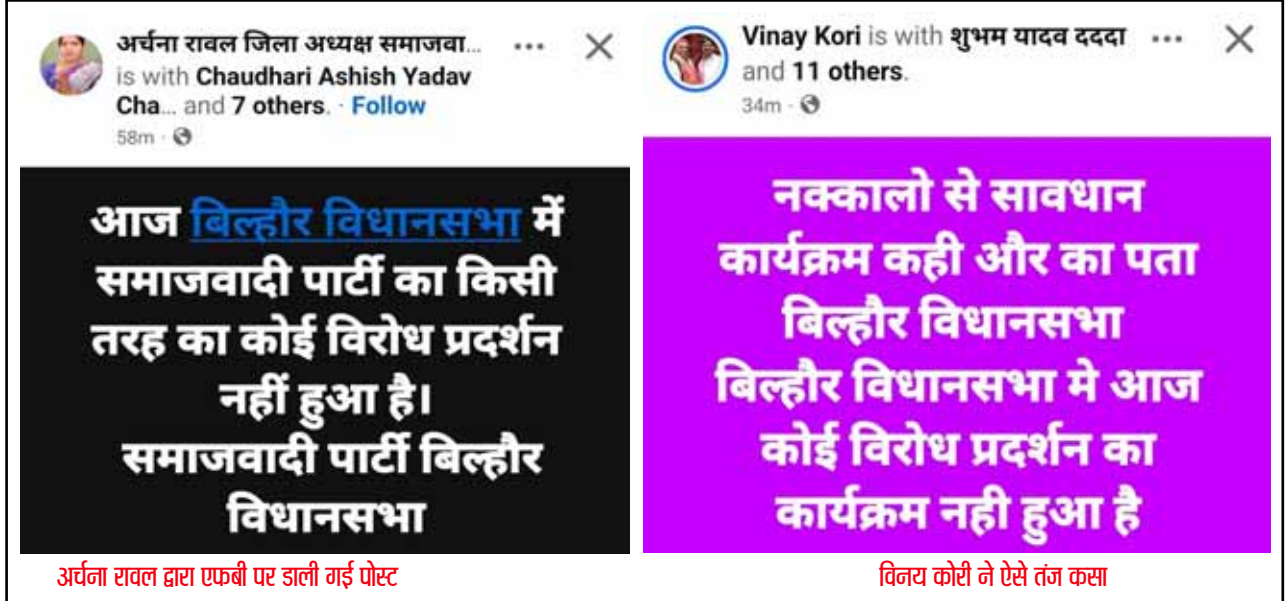 अर्चना रावल जिला अध्यक्ष समाजवा...
is with Chaudhari Ashish Yadav
Cha... and 7 others. · Follow
58m ·
आज बिल्हौर विधानसभा में
समाजवादी पार्टी का किसी
तरह का कोई विरोध प्रदर्शन
नहीं हुआ है।
समाजवादी पार्टी बिल्हौर
विधानसभा
अर्चना रावल द्वारा एफबी पर डाली गई पोस्ट
Vinay Kori is with शुभम यादव दददा
and 11 others.
34m ·
नक्कालो से सावधान
कार्यक्रम कही और का पता
बिल्हौर विधानसभा
बिल्हौर विधानसभा मे आज
कोई विरोध प्रदर्शन का
कार्यक्रम नही हुआ है
विनय कोरी ने ऐसे तंज कसा